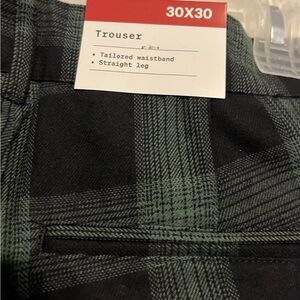 30X30
Trouser
• Tailored waistband
• Straight leg